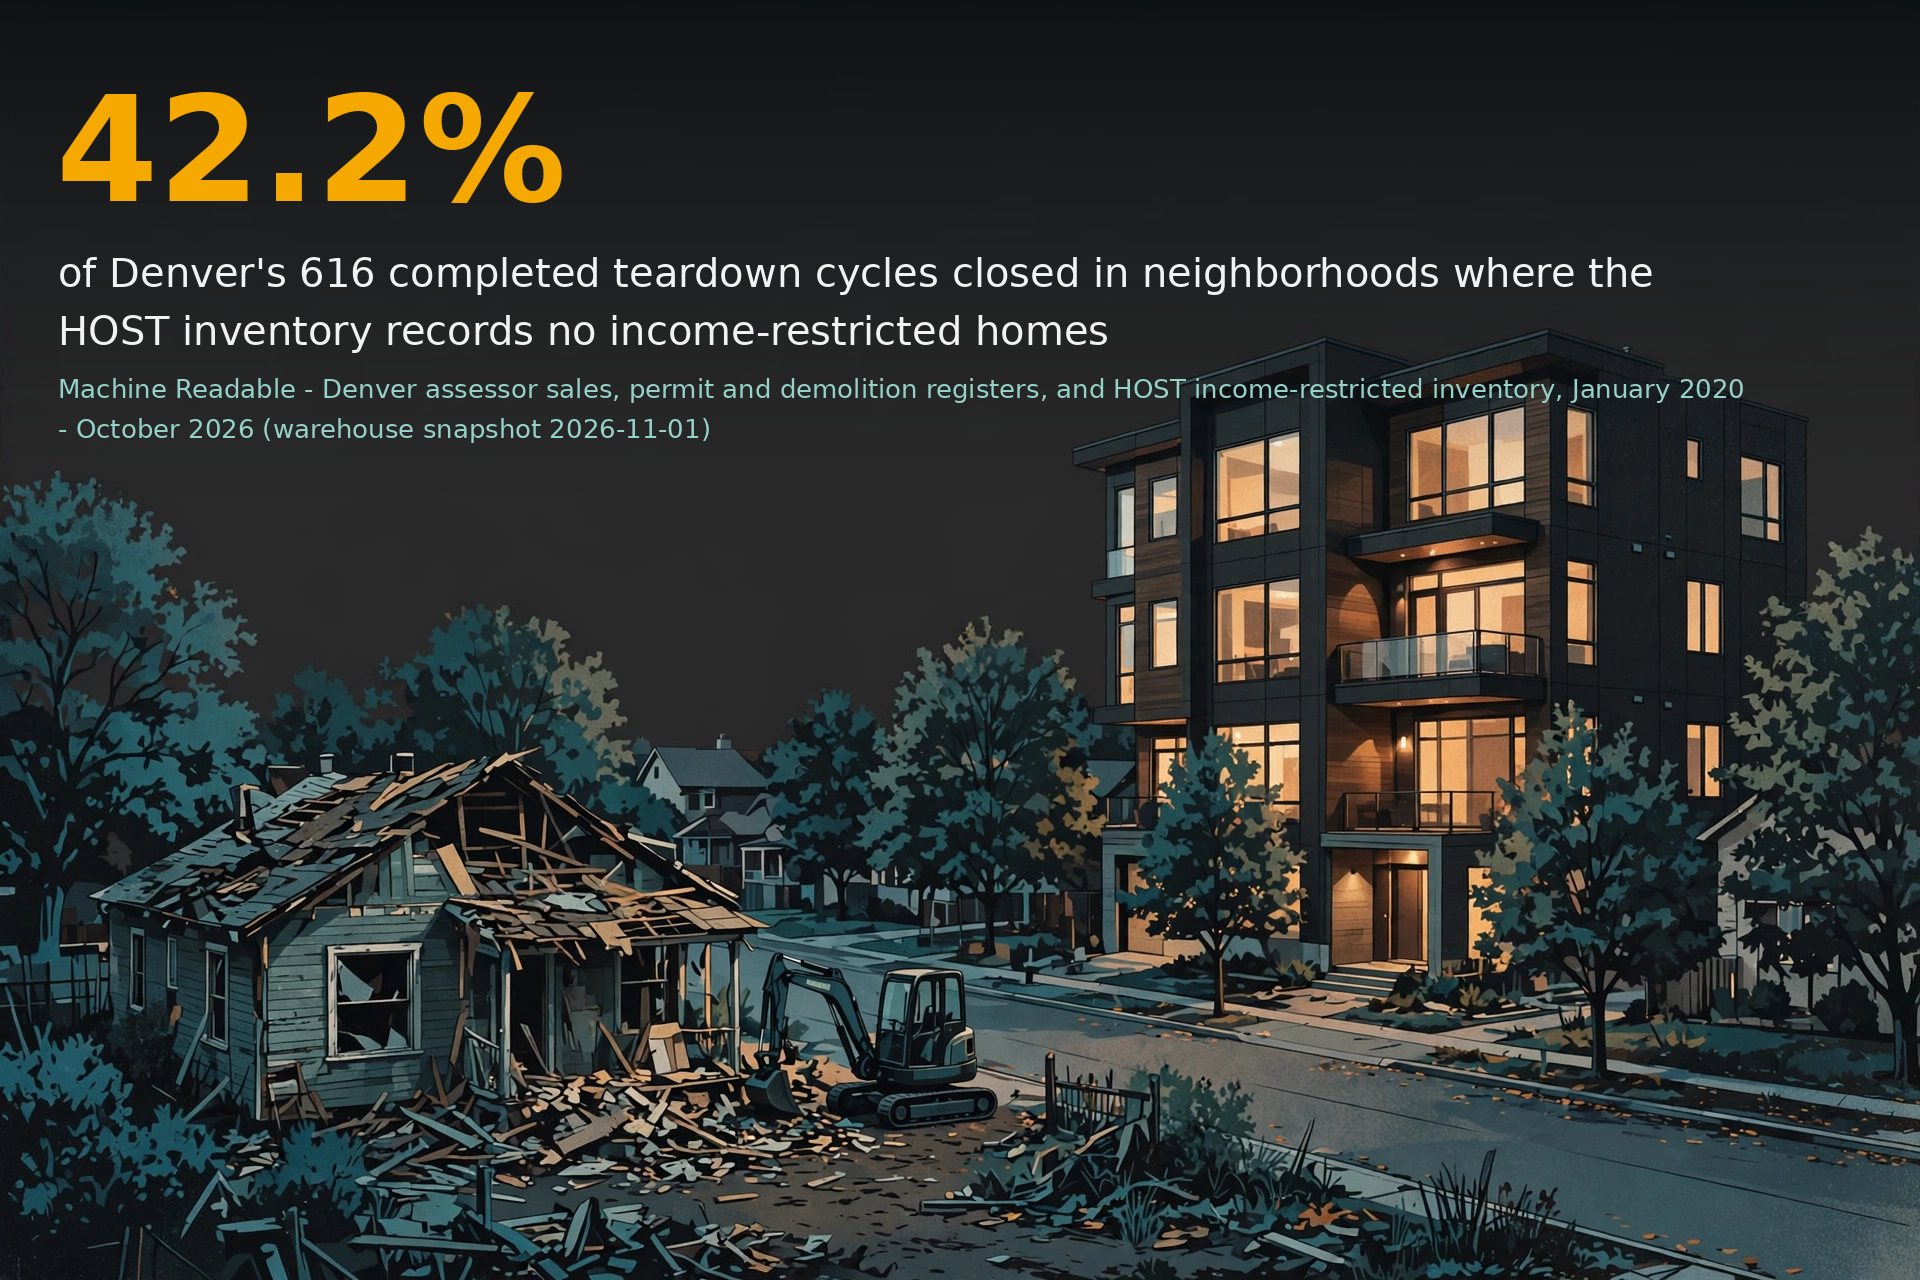 42.2%
of Denver's 616 completed teardown cycles closed in neighborhoods where the
HOST inventory records no income-restricted homes
Machine Readable - Denver assessor sales, permit and demolition registers, and HOST income-restricted inventory, January 2020
- October 2026 (warehouse snapshot 2026-11-01)